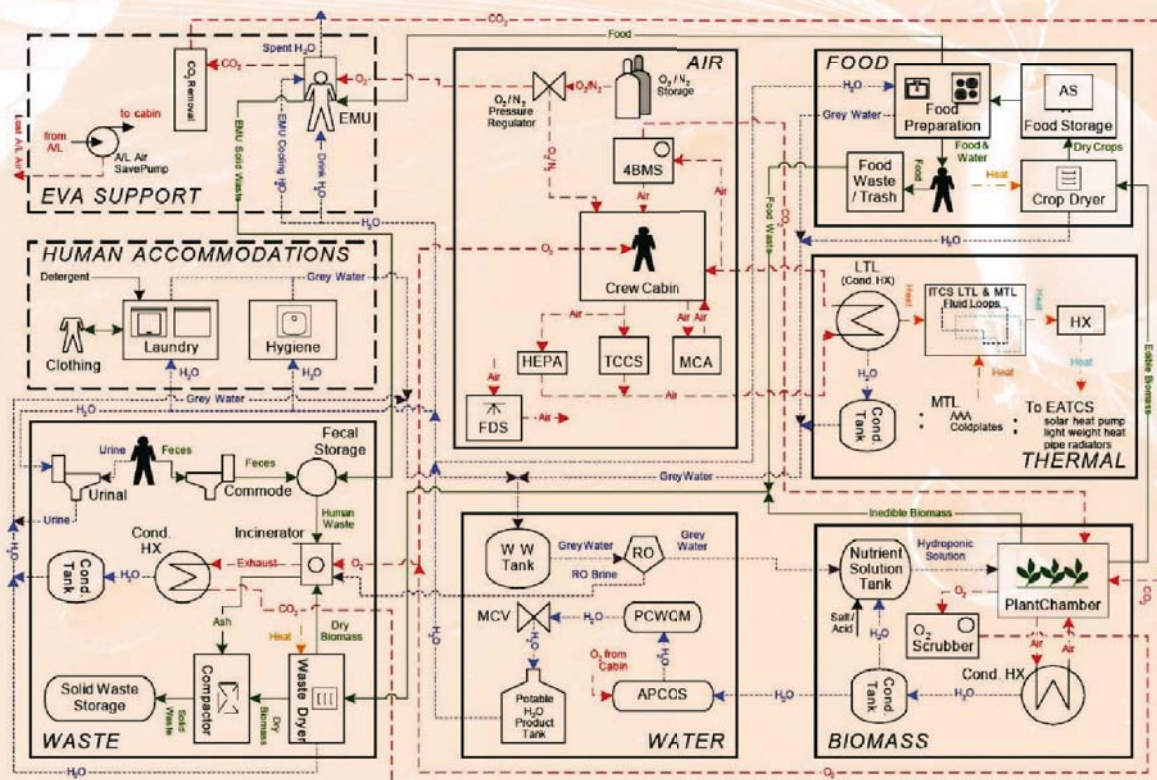 CO₂
Spent H₂O
CO₂ Removal
CO₂
O₂
EMU
to cabin
from A/L
A/L Air
SavePump
Lost A/L Air
EMU Solid Waste
EMU Cooling H₂O
Drink H₂O
H₂O
EVA SUPPORT
Food
AIR
O₂/N₂
Storage
O₂/N₂
O₂/N₂
Pressure
Regulator
O₂/N₂
4BMS
Air
Air
Crew Cabin
O₂
Air
Air
Air
Air
HEPA
TCCS
MCA
Air
Air
FDS
Air
Food Waste
CO₂
H₂O
FOOD
H₂O
Grey Water
Food
Preparation
AS
Food Storage
Food &
Water
Dry Crops
Food
Food
Waste
/ Trash
Heat
Crop Dryer
H₂O
Edible Biomass
HUMAN ACCOMMODATIONS
Detergent
Grey Water
Clothing
Laundry
Hygiene
H₂O
H₂O
Grey Water
H₂O
LTL
(Cond. HX)
Heat
ITCS LTL & MTL
Fluid Loops
Heat
HX
H₂O
Heat
Heat
Cond.
Tank
MTL
AAA
Coldplates
To EATCS
solar heat pump
light weight heat
pipe radiators
THERMAL
Urine
Feces
Fecal
Storage
Feces
Urinal
Commode
Urine
Human
Waste
H₂O
Cond.
HX
Incinerator
Cond.
Tank
H₂O
Exhaust
O₂
CO₂
Ash
Heat
Dry
Biomass
Solid Waste
Storage
Solid
Waste
Compactor
Dry
Biomass
Waste Dryer
WASTE
H₂O
H₂O
Grey Water
W W
Tank
Grey Water
RO
Grey
Water
RO Brine
MCV
H₂O
PCWQM
H₂O
O₂ from
Cabin
H₂O
Potable
H₂O
Product
Tank
APCOS
H₂O
WATER
Inedible Biomass
Nutrient
Solution
Tank
Hydroponic
Solution
PlantChamber
O₂
CO₂
Salt/
Acid
H₂O
O₂
Scrubber
Air
Air
Cond. HX
Cond.
Tank
H₂O
BIOMASS
O₂